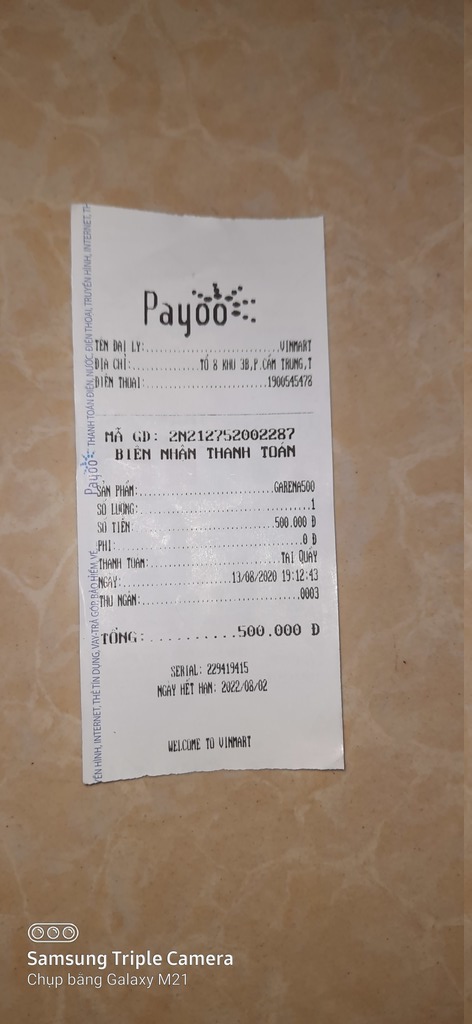 Payoo
TÊN ĐẠI LÝ:..................VINMART
ĐỊA CHỈ:.........TỔ 8 KHU 3B,P.CẨM TRUNG,T
ĐIỆN THOẠI:..................1900545478
MÃ GD: 2N212752002287
BIÊN NHẬN THANH TOÁN
SẢN PHẨM:....................GARENA500
SỐ LƯỢNG:....................1
SỐ TIỀN:.....................500.000 Đ
PHÍ:.........................0 Đ
THANH TOÁN:..................TẠI QUẦY
NGÀY:................13/08/2020 19:12:43
THU NGÂN:....................0003
TỔNG:..........500.000 Đ
SERIAL: 229419415
NGÀY HẾT HẠN: 2022/08/02
WELCOME TO VINMART
YỀN HÌNH, INTERNET, THẺ TÍN DỤNG, VAY-TRẢ GÓP, BẢO HIỂM, VÉ
Payoo THANH TOÁN ĐIỆN, NƯỚC, ĐIỆN THOẠI, TRUYỀN HÌNH, INTERNET, TH
Samsung Triple Camera
Chụp bằng Galaxy M21